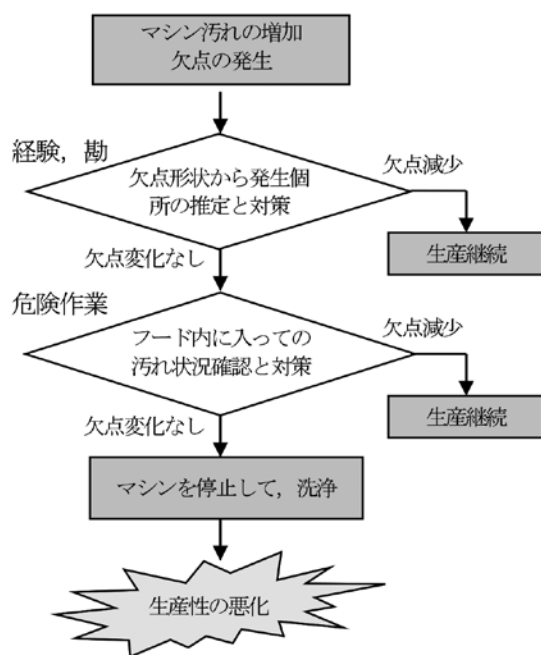 マシン汚れの増加
欠点の発生
経験，勘
欠点形状から発生個
所の推定と対策
欠点減少
生産継続
欠点変化なし
危険作業
フード内に入っての
汚れ状況確認と対策
欠点減少
生産継続
欠点変化なし
マシンを停止して，洗浄
生産性の悪化